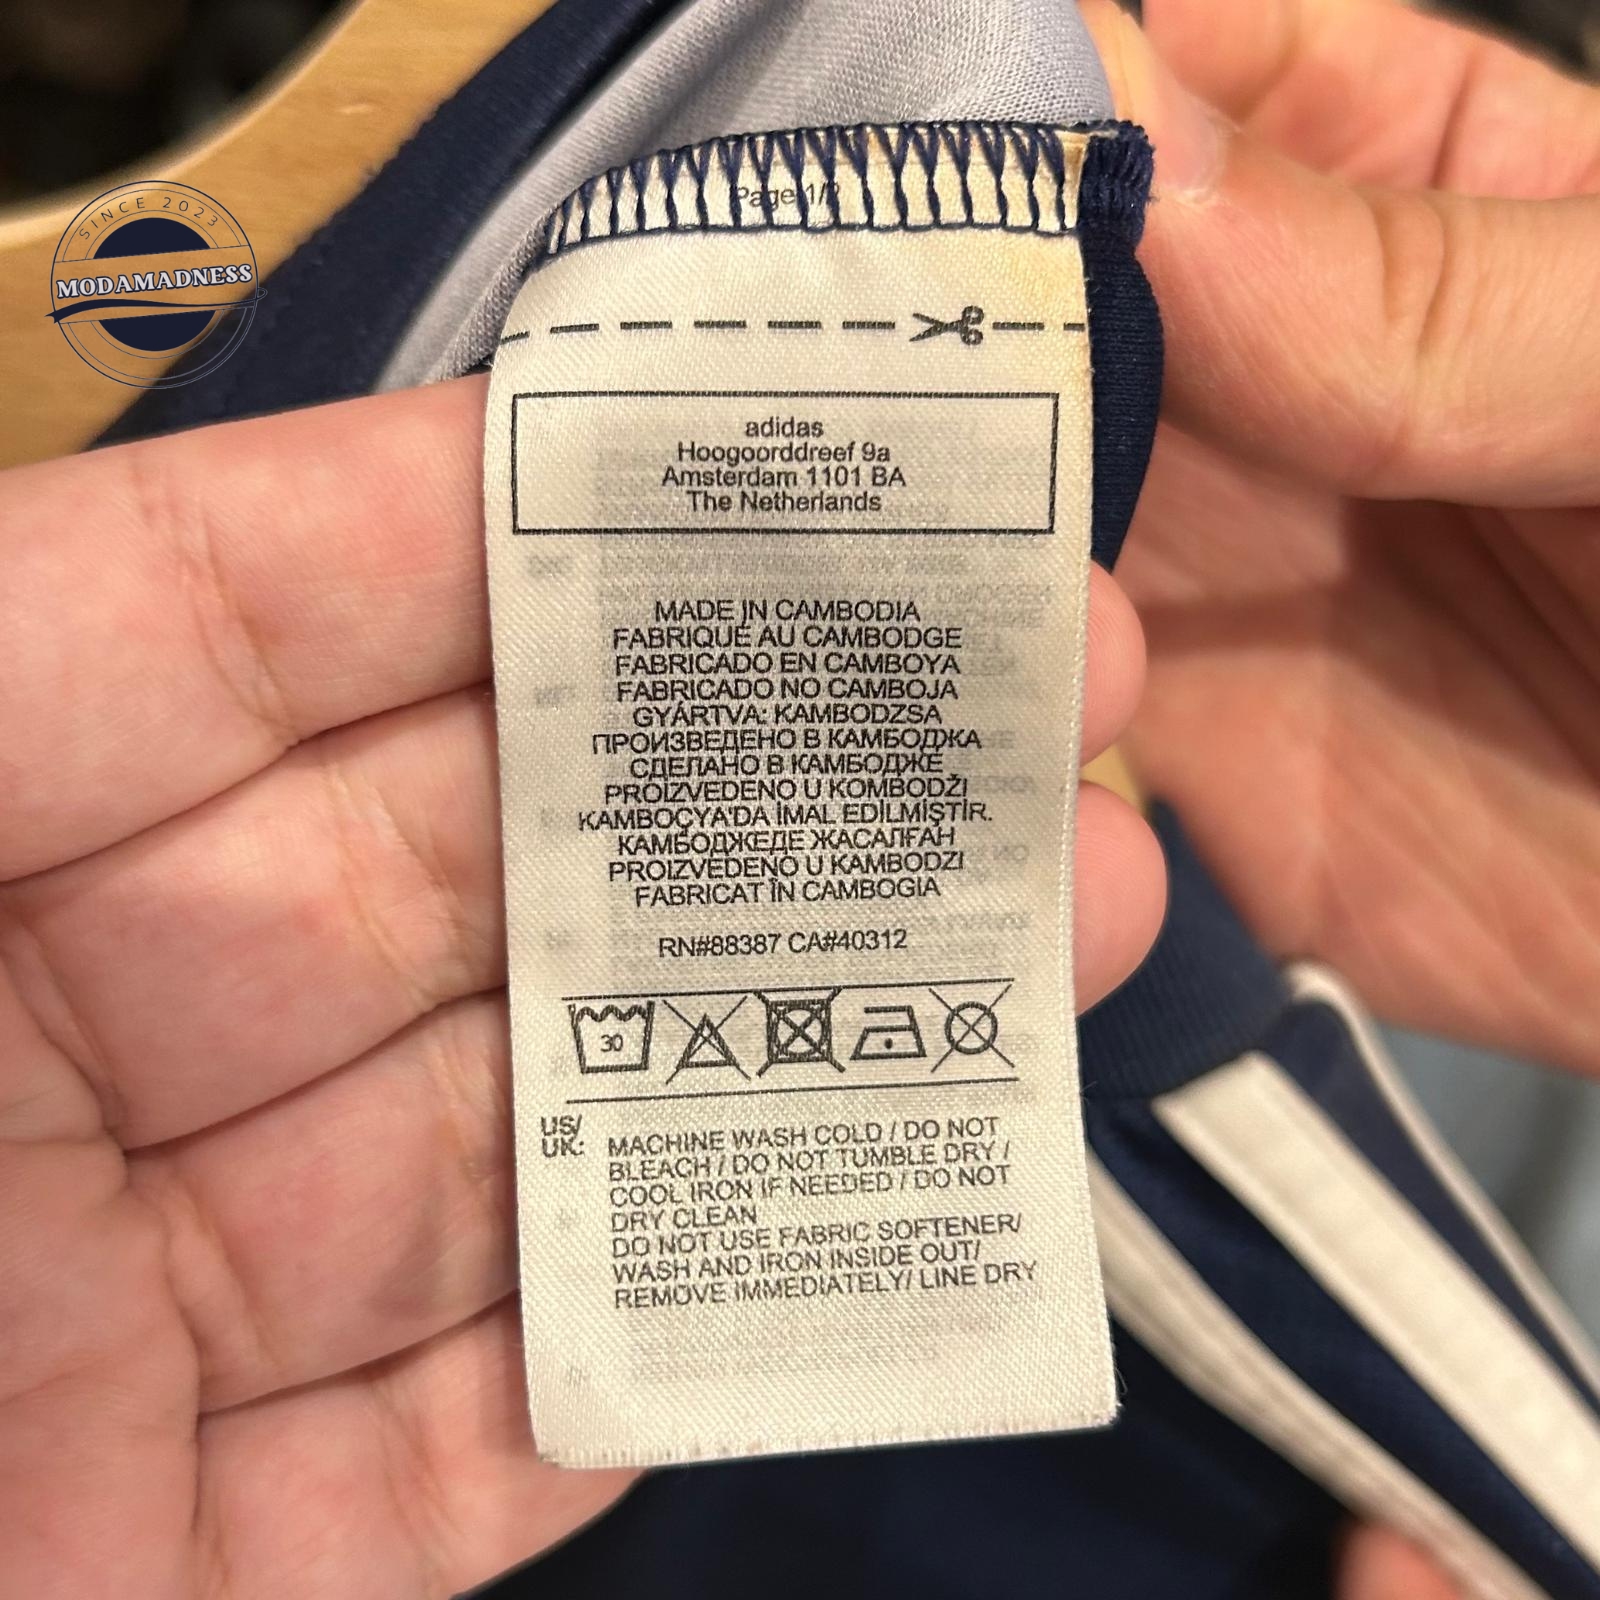 SINCE 2023
MODAMADNESS
Page 1/2
adidas
Hoogoorddreef 9a
Amsterdam 1101 BA
The Netherlands
MADE IN CAMBODIA
FABRIQUÉ AU CAMBODGE
FABRICADO EN CAMBOYA
FABRICADO NO CAMBOJA
GYÁRTVA: KAMBODZSA
ПРОИЗВЕДЕНО В КАМБОДЖА
СДЕЛАНО В КАМБОДЖЕ
PROIZVEDENO U KOMBODŽI
KAMBOÇYA'DA İMAL EDİLMİŞTİR.
КАМБОДЖЕДЕ ЖАСАЛҒАН
PROIZVEDENO U KAMBODZI
FABRICAT ÎN CAMBOGIA
RN#88387 CA#40312
30
US/
UK: MACHINE WASH COLD / DO NOT
BLEACH / DO NOT TUMBLE DRY /
COOL IRON IF NEEDED / DO NOT
DRY CLEAN
DO NOT USE FABRIC SOFTENER/
WASH AND IRON INSIDE OUT/
REMOVE IMMEDIATELY/ LINE DRY